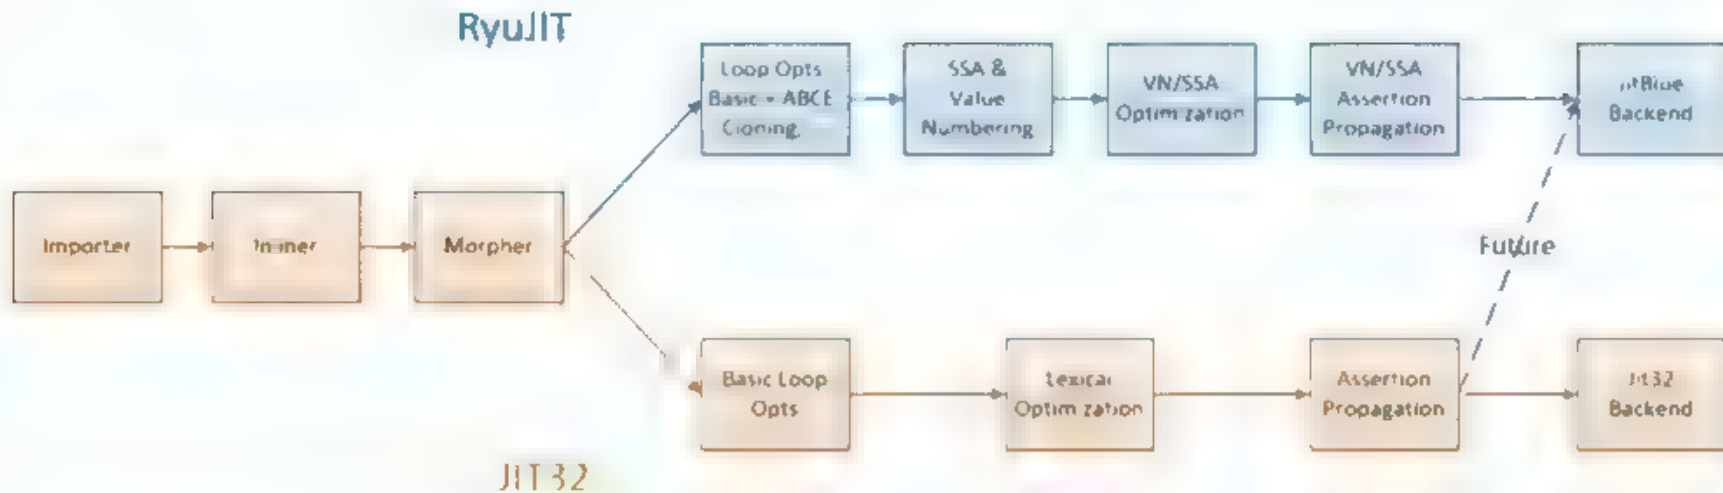 RyuJIT
Loop Opts
Basic + ABCE
Cloning
SSA &
Value
Numbering
VN/SSA
Optimization
VN/SSA
Assertion
Propagation
Backend
Importer
Inliner
Morpher
Future
Basic Loop
Opts
Lexical
Optimization
Assertion
Propagation
Jit32
Backend
JIT32